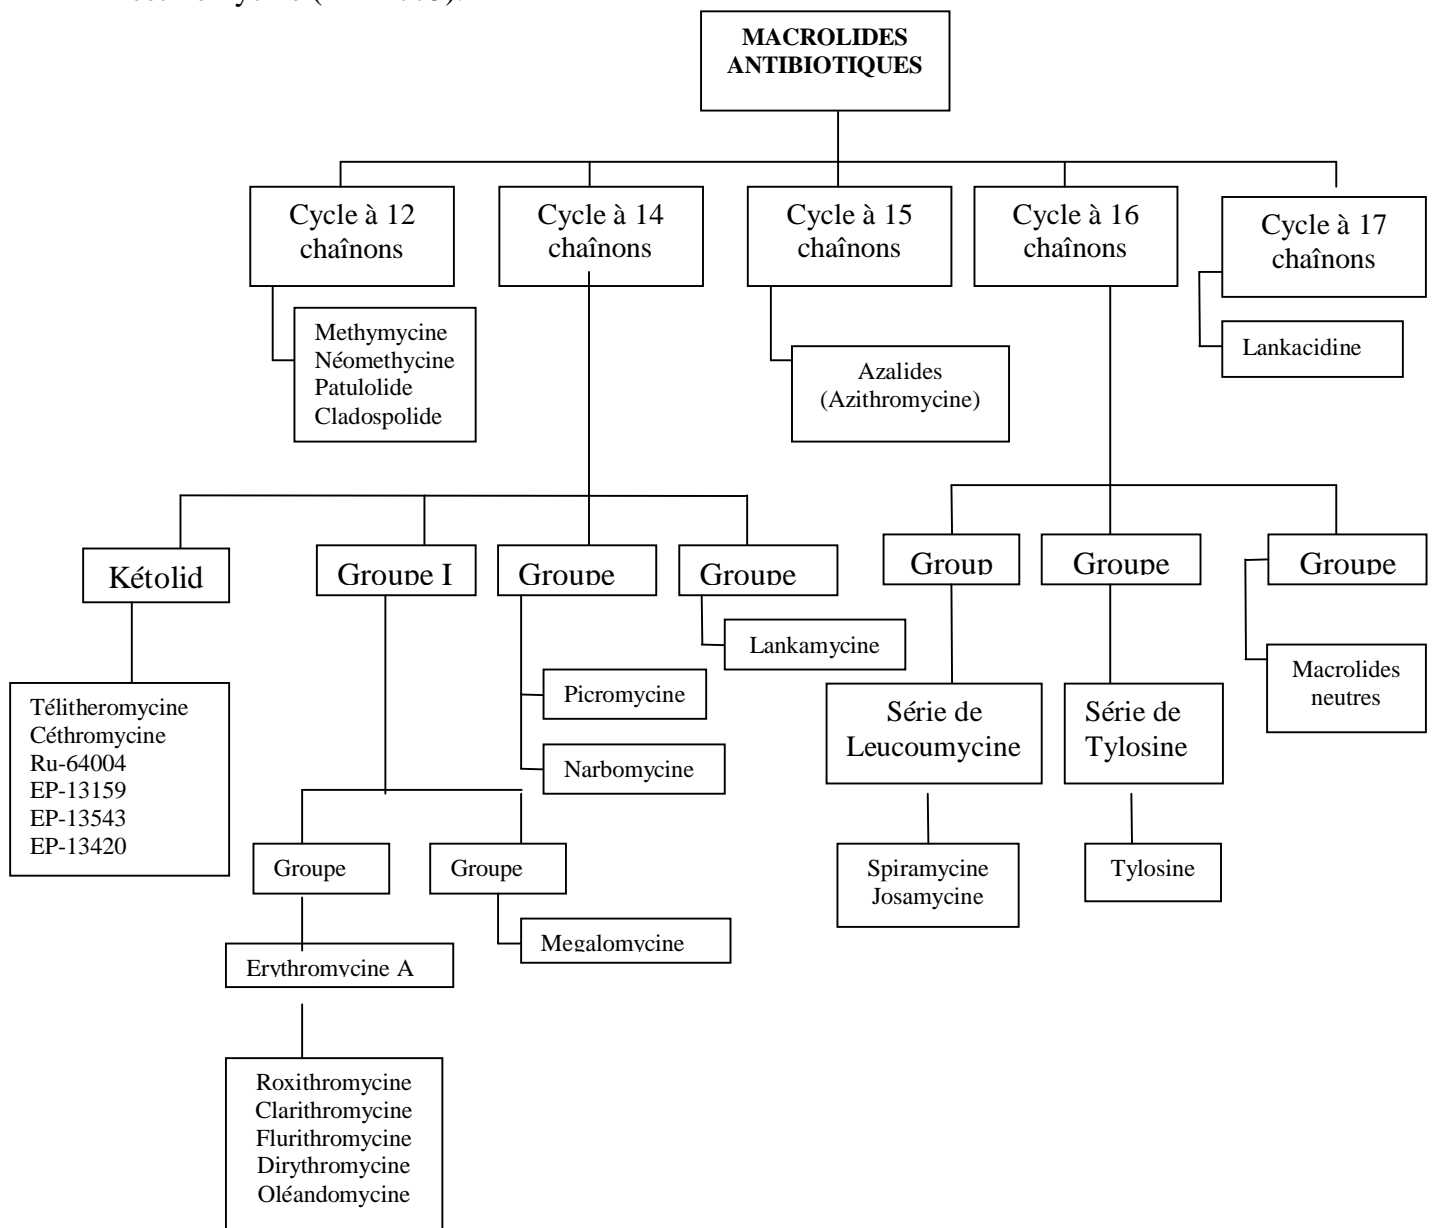 MACROLIDES
ANTIBIOTIQUES
Cycle à 12
chaînons
Cycle à 14
chaînons
Cycle à 15
chaînons
Cycle à 16
chaînons
Cycle à 17
chaînons
Methymycine
Néomethycine
Patulolide
Cladospolide
Azalides
(Azithromycine)
Lankacidine
Kétolid
Groupe I
Groupe
Groupe
Group
Groupe
Groupe
Lankamycine
Picromycine
Narbomycine
Macrolides
neutres
Télitheromycine
Céthromycine
Ru-64004
EP-13159
EP-13543
EP-13420
Série de
Leucoumycine
Série de
Tylosine
Groupe
Groupe
Spiramycine
Josamycine
Tylosine
Megalomycine
Erythromycine A
Roxithromycine
Clarithromycine
Flurithromycine
Dirythromycine
Oléandomycine